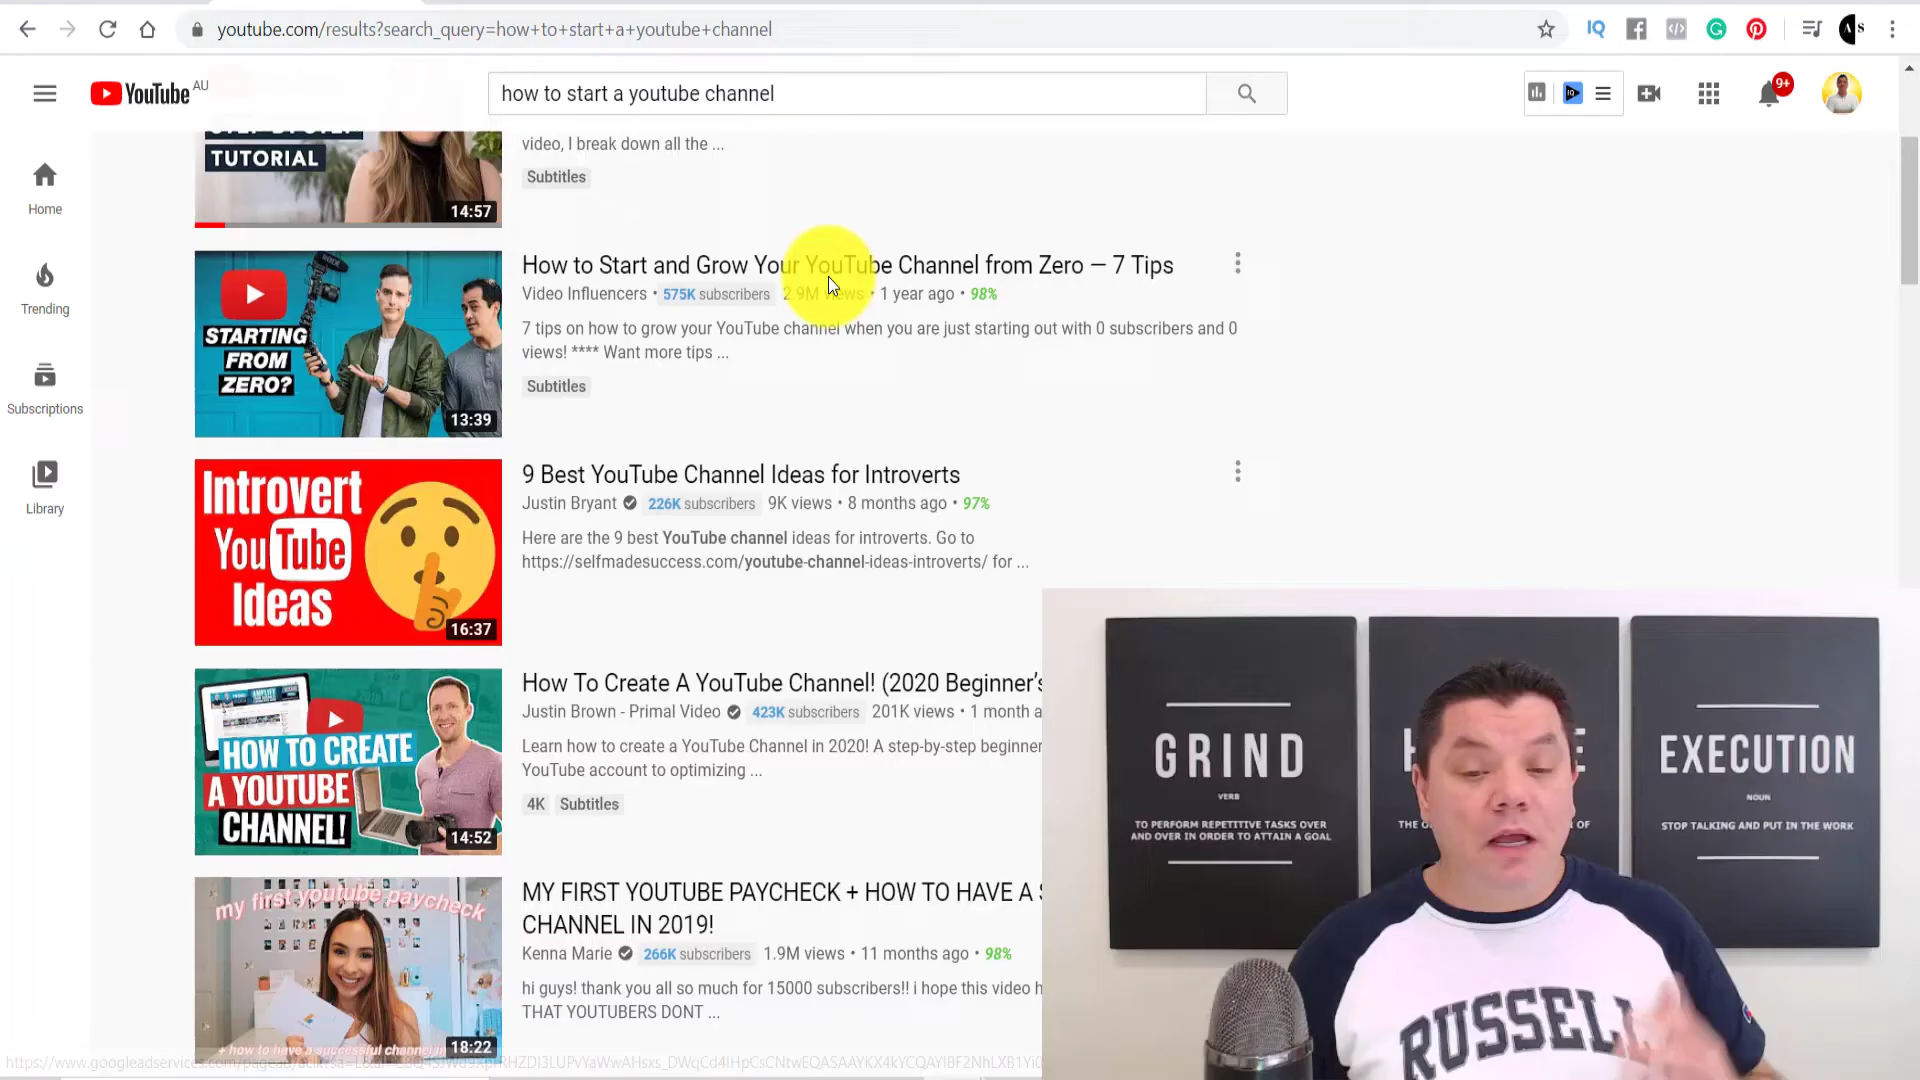 youtube.com/results?search_query=how+to+start+a+youtube+channel
IQ
AS
YouTube AU
how to start a youtube channel
9+
Home
Trending
Subscriptions
Library
TUTORIAL
14:57
video, I break down all the ...
Subtitles
STARTING
FROM
ZERO?
13:39
How to Start and Grow Your YouTube Channel from Zero – 7 Tips
Video Influencers • 575K subscribers 2.9M views • 1 year ago • 98%
7 tips on how to grow your YouTube channel when you are just starting out with 0 subscribers and 0
views! **** Want more tips ...
Subtitles
Introvert
YouTube
Ideas
16:37
9 Best YouTube Channel Ideas for Introverts
Justin Bryant 226K subscribers 9K views • 8 months ago • 97%
Here are the 9 best YouTube channel ideas for introverts. Go to
https://selfmadesuccess.com/youtube-channel-ideas-introverts/ for ...
HOW TO CREATE
A YOUTUBE
CHANNEL!
14:52
How To Create A YouTube Channel! (2020 Beginner's
Justin Brown - Primal Video 423K subscribers 201K views • 1 month a
Learn how to create a YouTube Channel in 2020! A step-by-step beginner
YouTube account to optimizing ...
4K Subtitles
my first youtube paycheck
+ how to have a successful channel
18:22
MY FIRST YOUTUBE PAYCHECK + HOW TO HAVE A
CHANNEL IN 2019!
Kenna Marie 266K subscribers 1.9M views • 11 months ago • 98%
hi guys! thank you all so much for 15000 subscribers!! i hope this video h
THAT YOUTUBERS DONT ...
GRIND
VERB
TO PERFORM REPETITIVE TASKS OVER
AND OVER IN ORDER TO ATTAIN A GOAL
EXECUTION
NOUN
STOP TALKING AND PUT IN THE WORK
RUSSELL